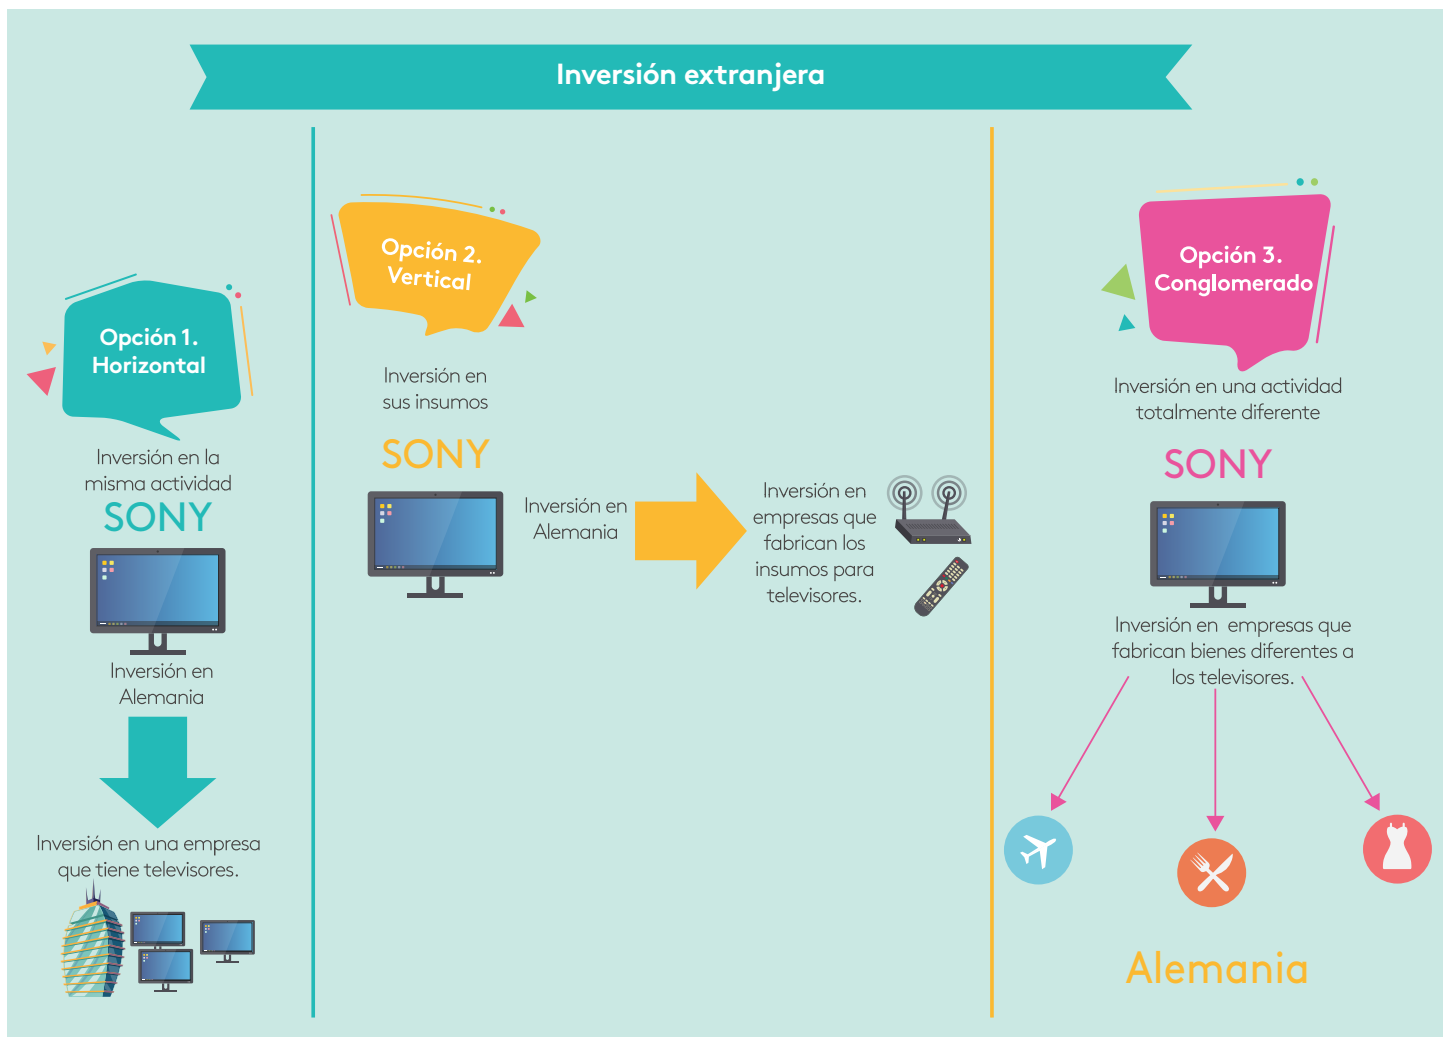 Inversión extranjera
Opción 1.
Horizontal
Inversión en la
misma actividad
SONY
Inversión en
Alemania
Inversión en una empresa
que tiene televisores.
Opción 2.
Vertical
Inversión en
sus insumos
SONY
Inversión en
Alemania
Inversión en
empresas que
fabrican los
insumos para
televisores.
Opción 3.
Conglomerado
Inversión en una actividad
totalmente diferente
SONY
Inversión en empresas que
fabrican bienes diferentes a
los televisores.
Alemania